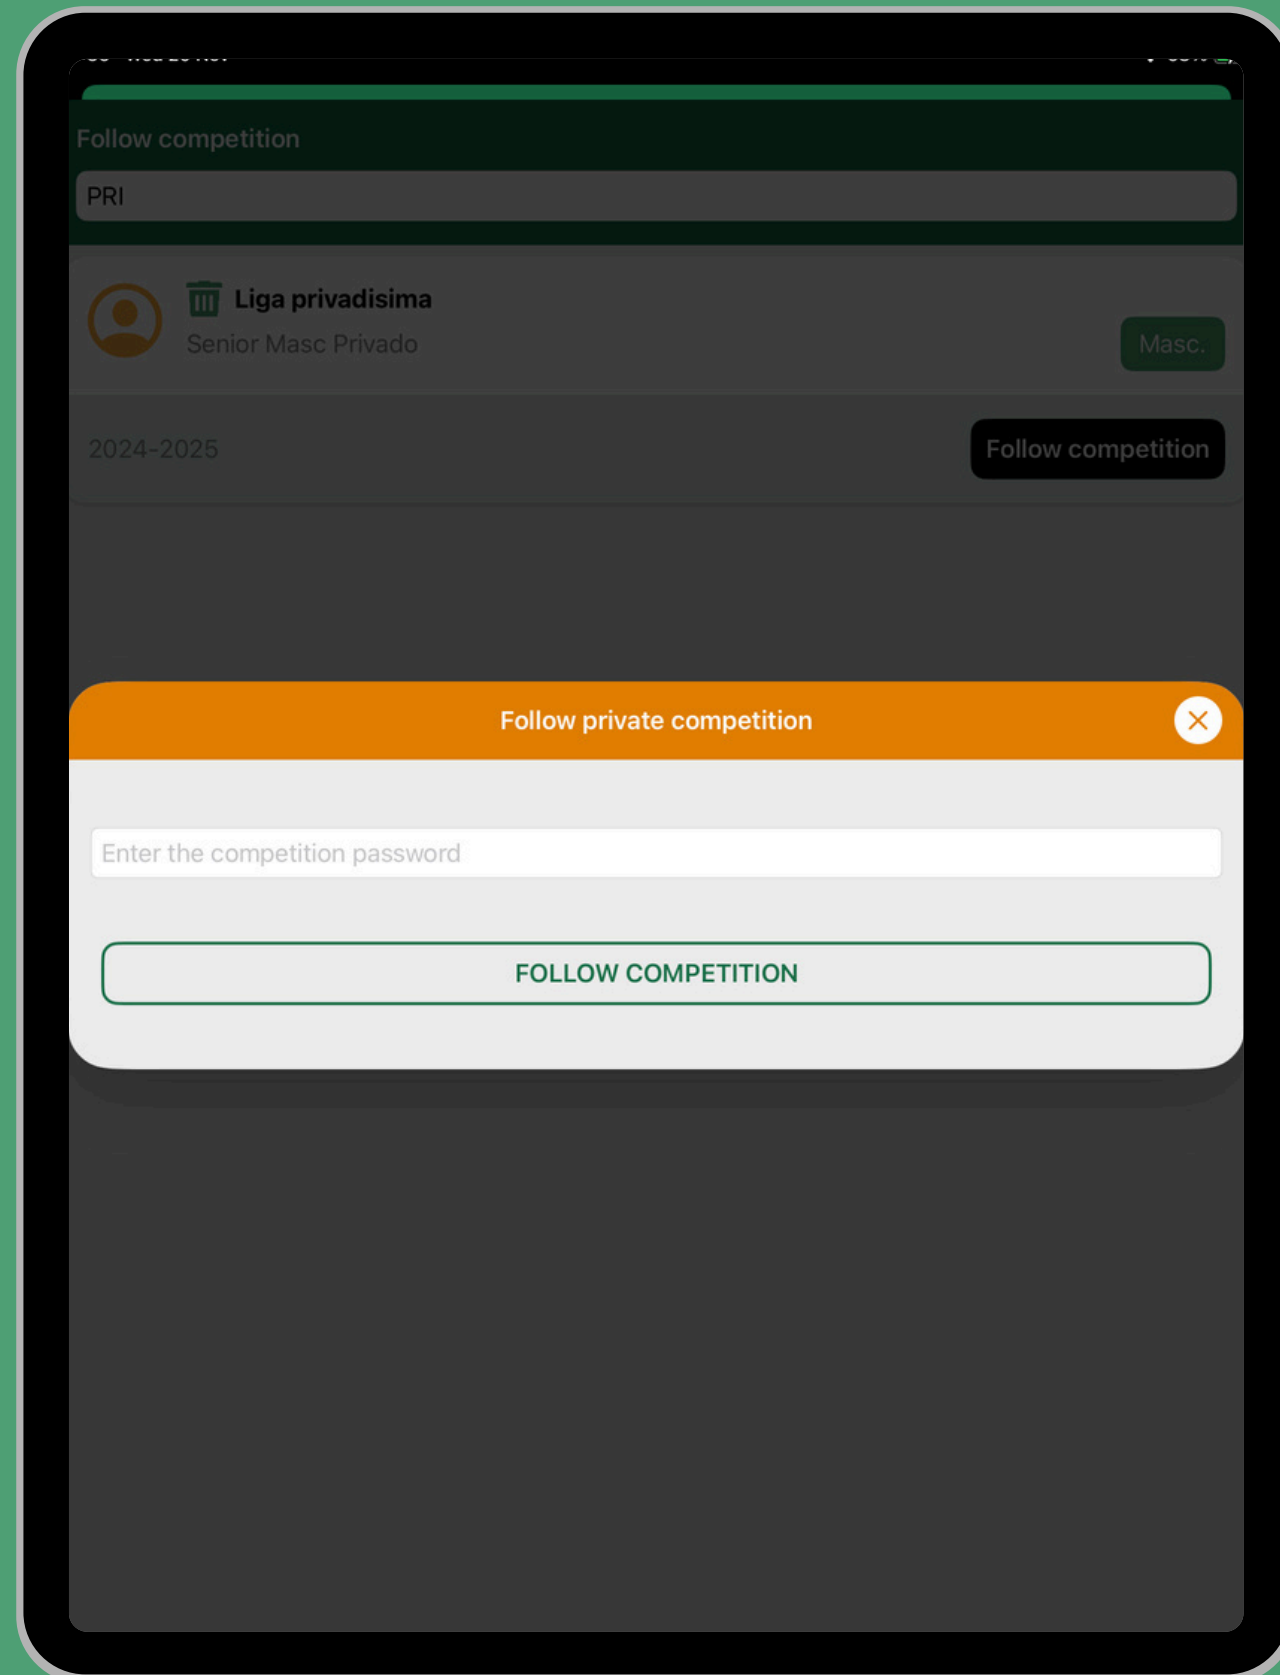 Follow competition
PRI
Liga privadisima
Senior Masc Privado
Masc.
2024-2025
Follow competition
Follow private competition
Enter the competition password
FOLLOW COMPETITION